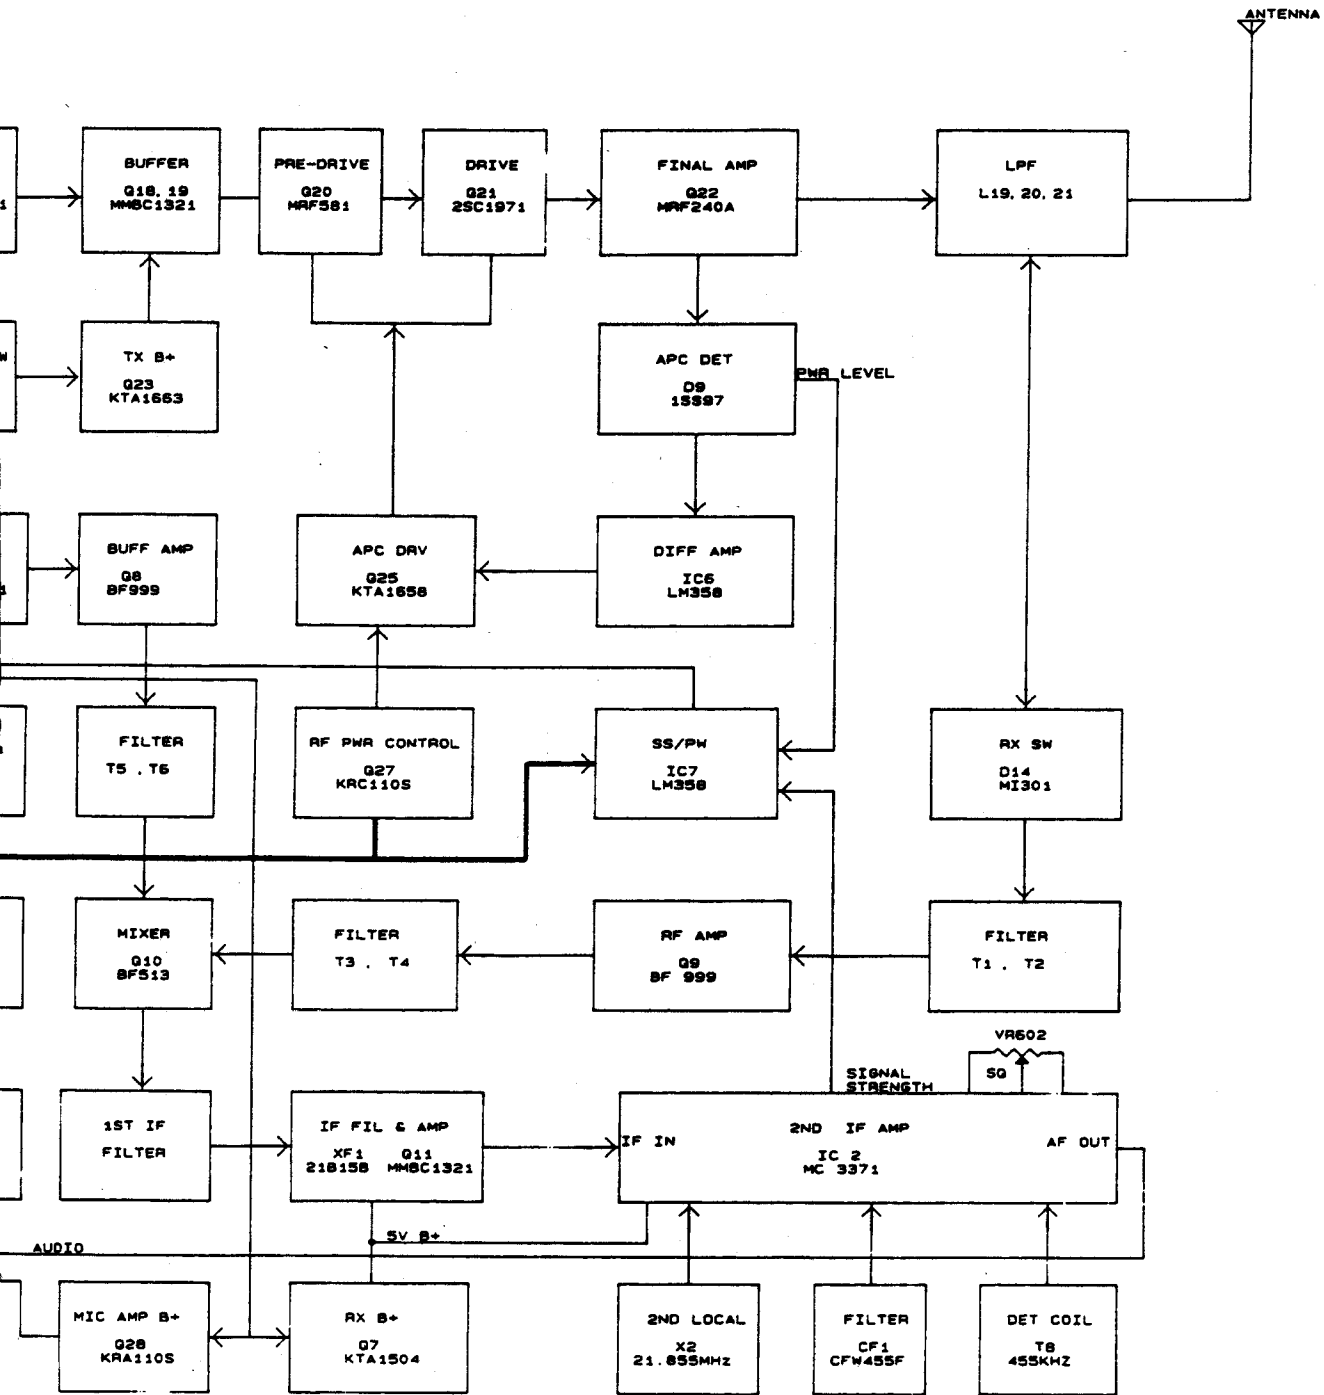 ANTENNA
BUFFER
Q18, 19
MMBC1321
PRE-DRIVE
Q20
MRF581
DRIVE
Q21
2SC1971
FINAL AMP
Q22
MRF240A
LPF
L19, 20, 21
1
TX B+
Q23
KTA1663
W
APC DET
D9
1SS97
PWR LEVEL
BUFF AMP
Q8
BF999
1
APC DRV
Q25
KTA1658
DIFF AMP
IC6
LM358
FILTER
T5 , T6
RF PWR CONTROL
Q27
KRC110S
SS/PW
IC7
LM358
RX SW
D14
MI301
MIXER
Q10
BF513
FILTER
T3 , T4
RF AMP
Q9
BF 999
FILTER
T1 , T2
VR602
SQ
SIGNAL
STRENGTH
1ST IF
FILTER
IF FIL & AMP
XF1 Q11
21B15B MMBC1321
IF IN
2ND IF AMP
IC 2
MC 3371
AF OUT
5V B+
AUDIO
MIC AMP B+
Q28
KRA110S
RX B+
Q7
KTA1504
2ND LOCAL
X2
21.855MHz
FILTER
CF1
CFW455F
DET COIL
T8
455KHZ